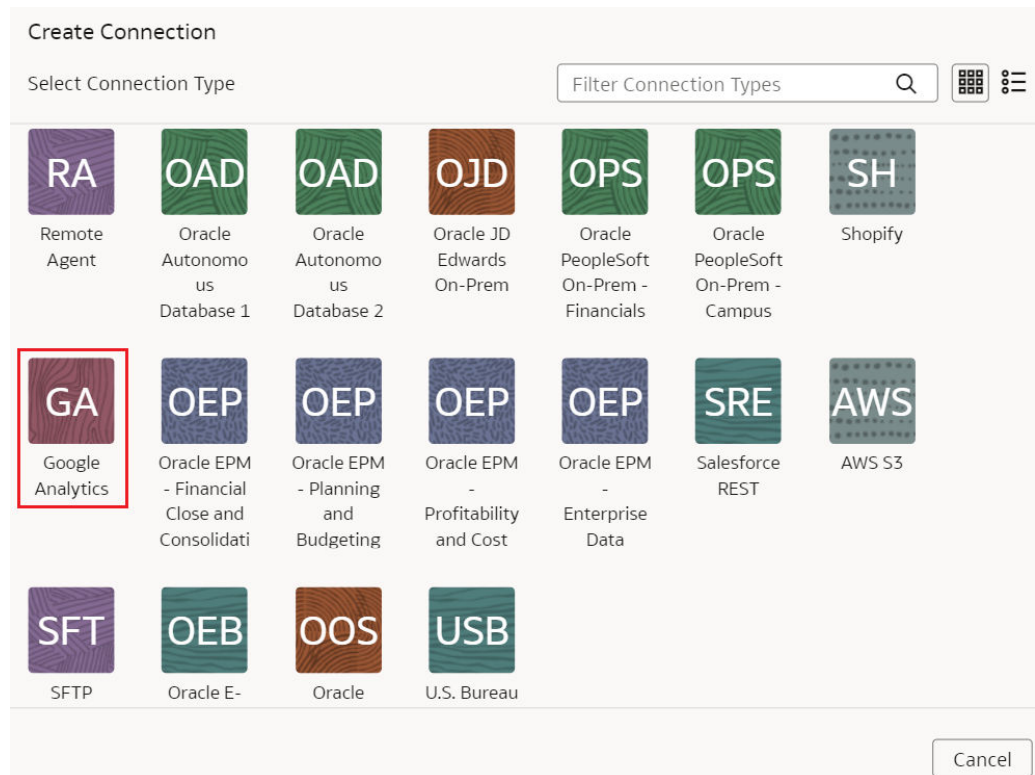 Create Connection
Select Connection Type
Filter Connection Types
RA
OAD
OAD
OJD
OPS
OPS
SH
Remote
Agent
Oracle
Autonomo
us
Database 1
Oracle
Autonomo
us
Database 2
Oracle JD
Edwards
On-Prem
Oracle
PeopleSoft
On-Prem -
Financials
Oracle
PeopleSoft
On-Prem -
Campus
Shopify
GA
OEP
OEP
OEP
OEP
SRE
AWS
Google
Analytics
Oracle EPM
- Financial
Close and
Consolidati
Oracle EPM
- Planning
and
Budgeting
Oracle EPM
-
Profitability
and Cost
Oracle EPM
-
Enterprise
Data
Salesforce
REST
AWS S3
SFT
OEB
OOS
USB
SFTP
Oracle E-
Oracle
U.S. Bureau
Cancel